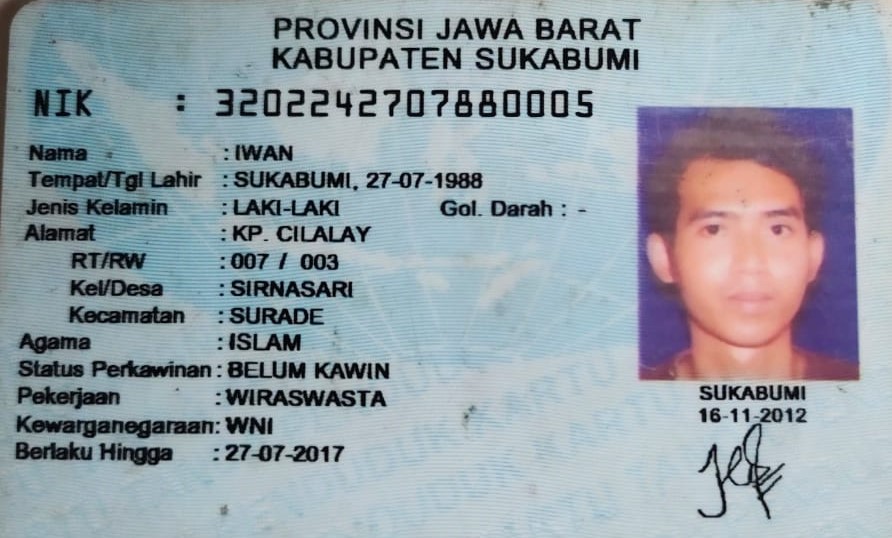 PROVINSI JAWA BARAT
KABUPATEN SUKABUMI
NIK : 3202242707880005
Nama : IWAN
Tempat/Tgl Lahir : SUKABUMI, 27-07-1988
Jenis Kelamin : LAKI-LAKI Gol. Darah : -
Alamat : KP. CILALAY
RT/RW : 007 / 003
Kel/Desa : SIRNASARI
Kecamatan : SURADE
Agama : ISLAM
Status Perkawinan : BELUM KAWIN
Pekerjaan : WIRASWASTA
Kewarganegaraan: WNI
Berlaku Hingga : 27-07-2017
SUKABUMI
16-11-2012